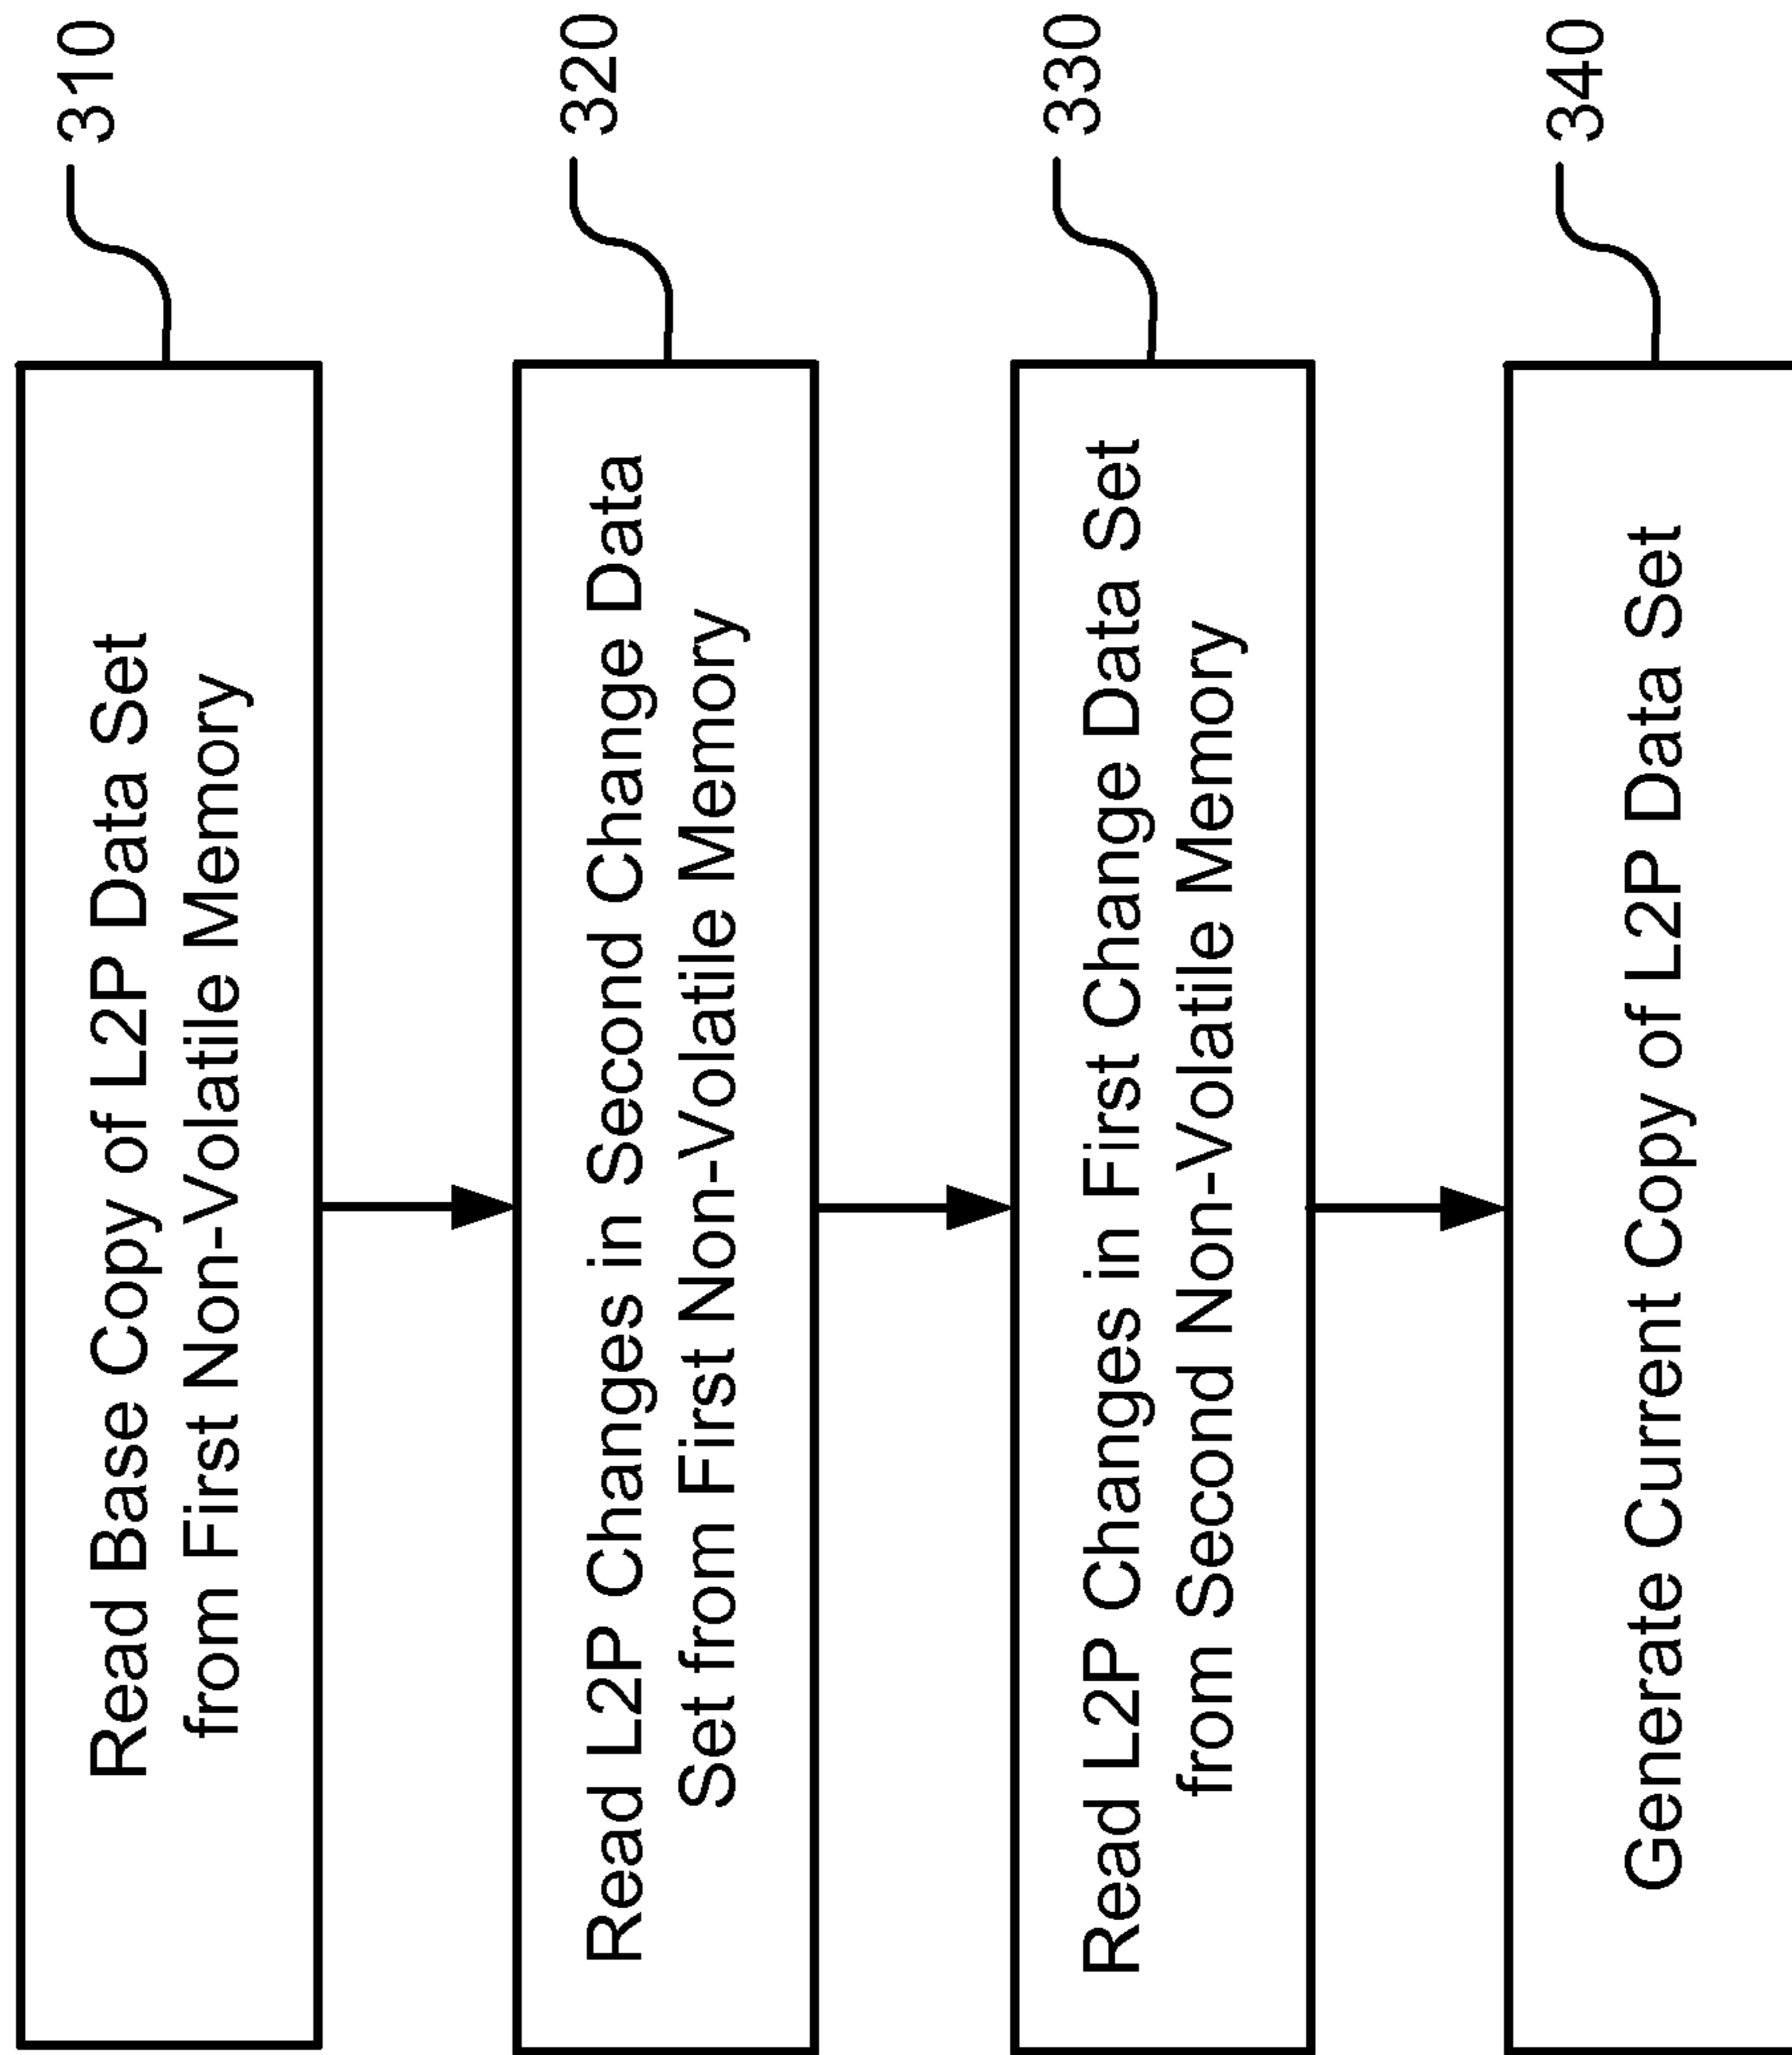 310
Read Base Copy of L2P Data Set
from First Non-Volatile Memory
320
Read L2P Changes in Second Change Data
Set from First Non-Volatile Memory
330
Read L2P Changes in First Change Data Set
from Second Non-Volatile Memory
340
Generate Current Copy of L2P Data Set